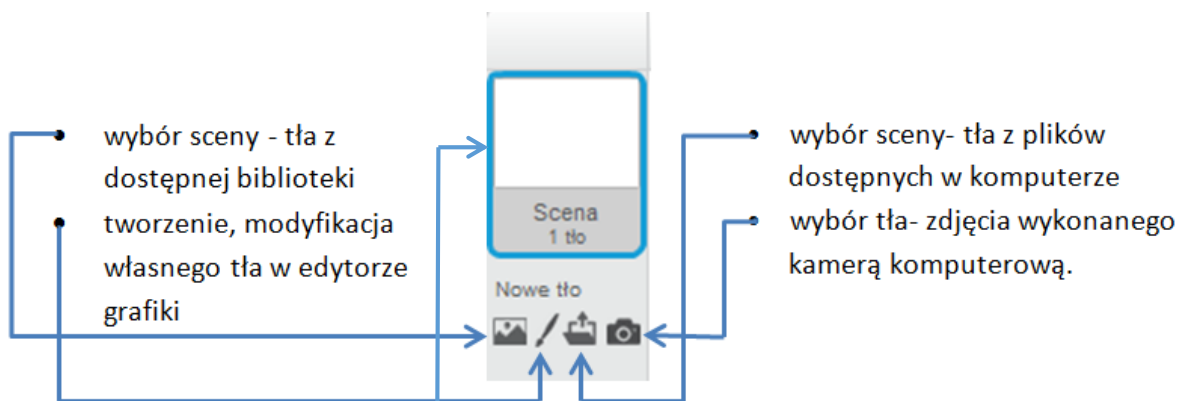 wybór sceny - tła z
dostępnej biblioteki
tworzenie, modyfikacja
własnego tła w edytorze
grafiki
Scena
1 tło
Nowe tło
wybór sceny- tła z plików
dostępnych w komputerze
wybór tła- zdjęcia wykonanego
kamerą komputerową.